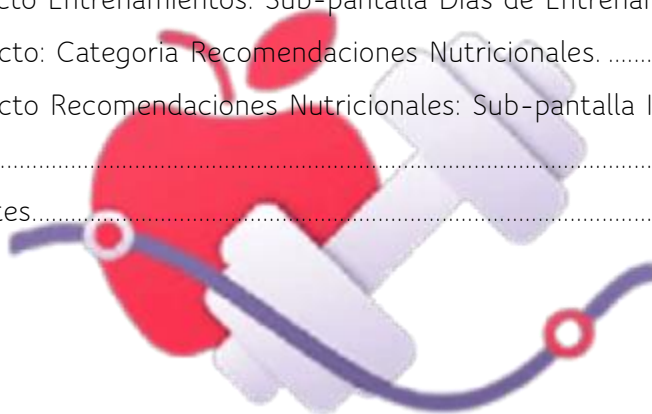 cto Entrenamientos: Sub-pantalla Días de Entrenar
cto: Categoria Recomendaciones Nutricionales. .......
cto Recomendaciones Nutricionales: Sub-pantalla I
........................................................................
tes........................................................................